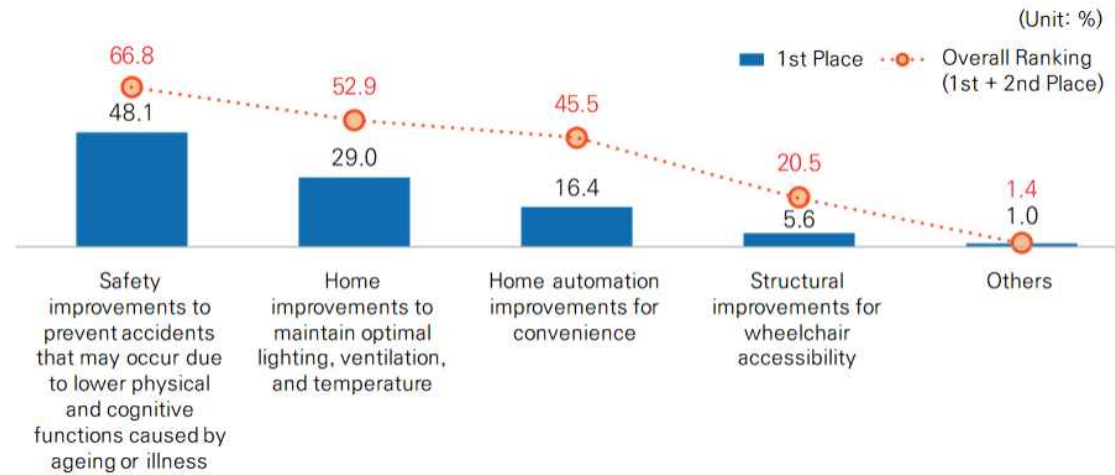 (Unit: %)
1st Place
Overall Ranking
(1st + 2nd Place)
66.8
48.1
52.9
29.0
45.5
16.4
20.5
5.6
1.4
1.0
Safety
improvements to
prevent accidents
that may occur due
to lower physical
and cognitive
functions caused by
ageing or illness
Home
improvements to
maintain optimal
lighting, ventilation,
and temperature
Home automation
improvements for
convenience
Structural
improvements for
wheelchair
accessibility
Others